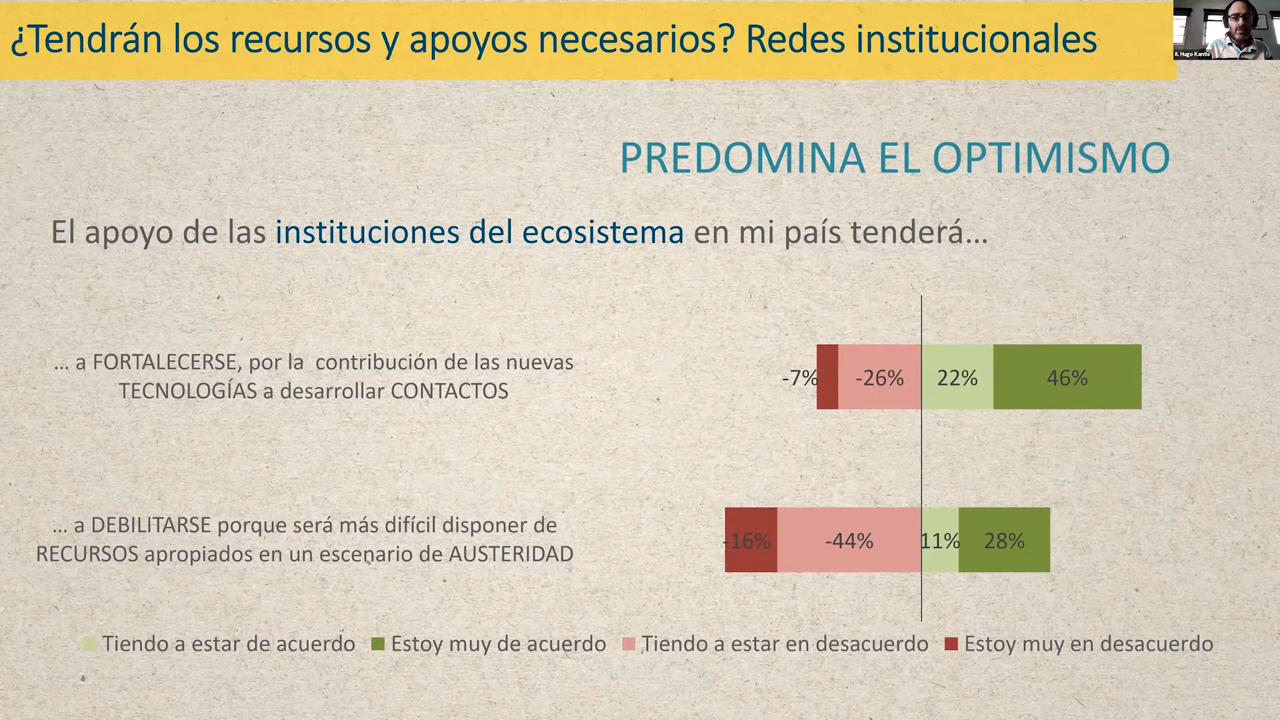 ¿Tendrán los recursos y apoyos necesarios? Redes institucionales
Hugo Kantis
PREDOMINA EL OPTIMISMO
El apoyo de las instituciones del ecosistema en mi país tenderá...
... a FORTALECERSE, por la contribución de las nuevas
TECNOLOGÍAS a desarrollar CONTACTOS
-7% -26% 22% 46%
... a DEBILITARSE porque será más difícil disponer de
RECURSOS apropiados en un escenario de AUSTERIDAD
-16% -44% 11% 28%
Tiendo a estar de acuerdo Estoy muy de acuerdo Tiendo a estar en desacuerdo Estoy muy en desacuerdo